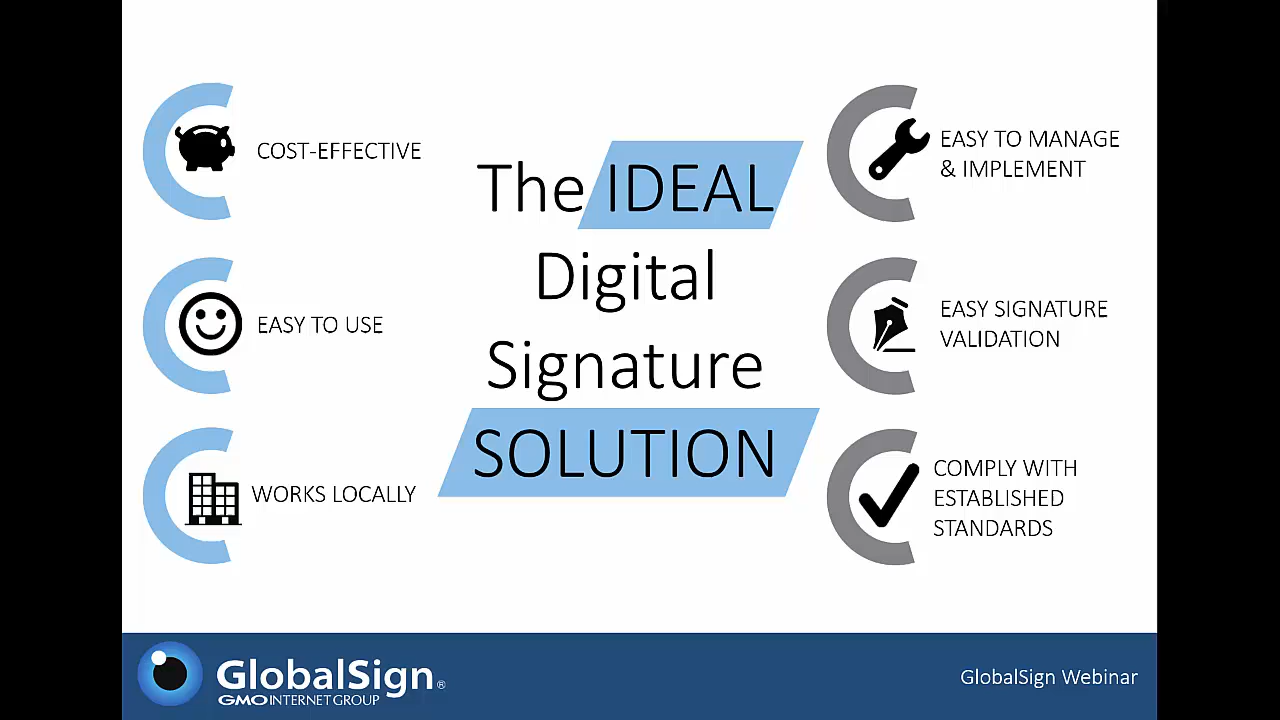 COST-EFFECTIVE
EASY TO USE
WORKS LOCALLY
The IDEAL
Digital
Signature
SOLUTION
EASY TO MANAGE
& IMPLEMENT
EASY SIGNATURE
VALIDATION
COMPLY WITH
ESTABLISHED
STANDARDS
GlobalSign®
GMO INTERNET GROUP
GlobalSign Webinar